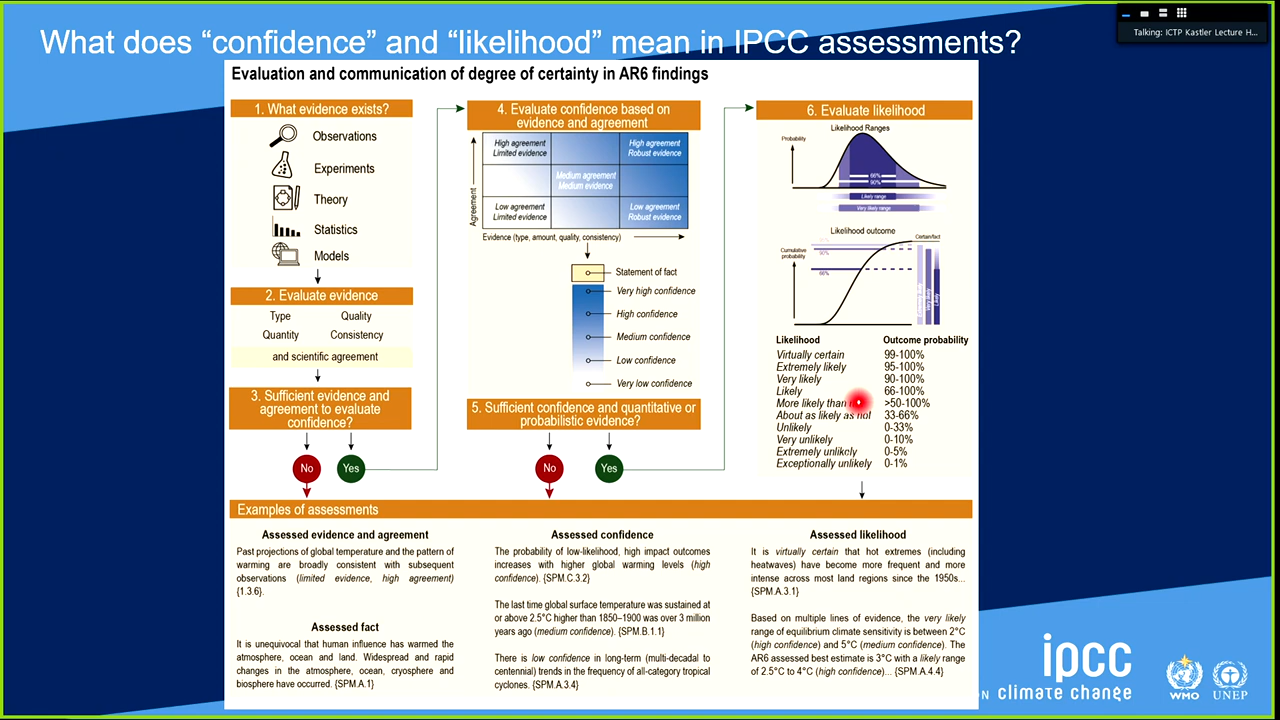 What does “confidence” and “likelihood” mean in IPCC assessments?
Talking: ICTP Kastler Lecture H...
Evaluation and communication of degree of certainty in AR6 findings
1. What evidence exists?
Observations
Experiments
Theory
Statistics
Models
2. Evaluate evidence
Type
Quality
Quantity
Consistency
and scientific agreement
3. Sufficient evidence and
agreement to evaluate
confidence?
No
Yes
4. Evaluate confidence based on
evidence and agreement
High agreement
Limited evidence
High agreement
Robust evidence
Medium agreement
Medium evidence
Low agreement
Limited evidence
Low agreement
Robust evidence
Agreement
Evidence (type, amount, quality, consistency)
Statement of fact
Very high confidence
High confidence
Medium confidence
Low confidence
Very low confidence
5. Sufficient confidence and quantitative or
probabilistic evidence?
No
Yes
6. Evaluate likelihood
Likelihood Ranges
Probability
66%
90%
Likely range
Very likely range
Likelihood outcome
Certain/fact
Cumulative
probability
90%
66%
Very likely
Likely
Likelihood Outcome probability
Virtually certain 99-100%
Extremely likely 95-100%
Very likely 90-100%
Likely 66-100%
More likely than >50-100%
About as likely as not 33-66%
Unlikely 0-33%
Very unlikely 0-10%
Extremely unlikely 0-5%
Exceptionally unlikely 0-1%
Examples of assessments
Assessed evidence and agreement
Past projections of global temperature and the pattern of
warming are broadly consistent with subsequent
observations (limited evidence, high agreement)
{1.3.6}.
Assessed fact
It is unequivocal that human influence has warmed the
atmosphere, ocean and land. Widespread and rapid
changes in the atmosphere, ocean, cryosphere and
biosphere have occurred. {SPM.A.1}
Assessed confidence
The probability of low-likelihood, high impact outcomes
increases with higher global warming levels (high
confidence). {SPM.C.3.2}
The last time global surface temperature was sustained at
or above 2.5°C higher than 1850–1900 was over 3 million
years ago (medium confidence). {SPM.B.1.1}
There is low confidence in long-term (multi-decadal to
centennial) trends in the frequency of all-category tropical
cyclones. {SPM.A.3.4}
Assessed likelihood
It is virtually certain that hot extremes (including
heatwaves) have become more frequent and more
intense across most land regions since the 1950s...
{SPM.A.3.1}
Based on multiple lines of evidence, the very likely
range of equilibrium climate sensitivity is between 2°C
(high confidence) and 5°C (medium confidence). The
AR6 assessed best estimate is 3°C with a likely range
of 2.5°C to 4°C (high confidence)... {SPM.A.4.4}
ipcc
ON climate change
WMO
UNEP